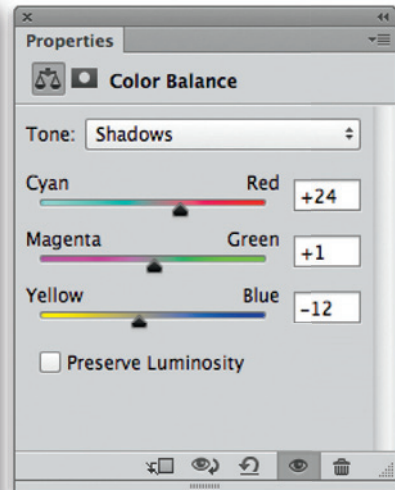 Properties
Color Balance
Tone: Shadows
Cyan Red +24
Magenta Green +1
Yellow Blue -12
Preserve Luminosity